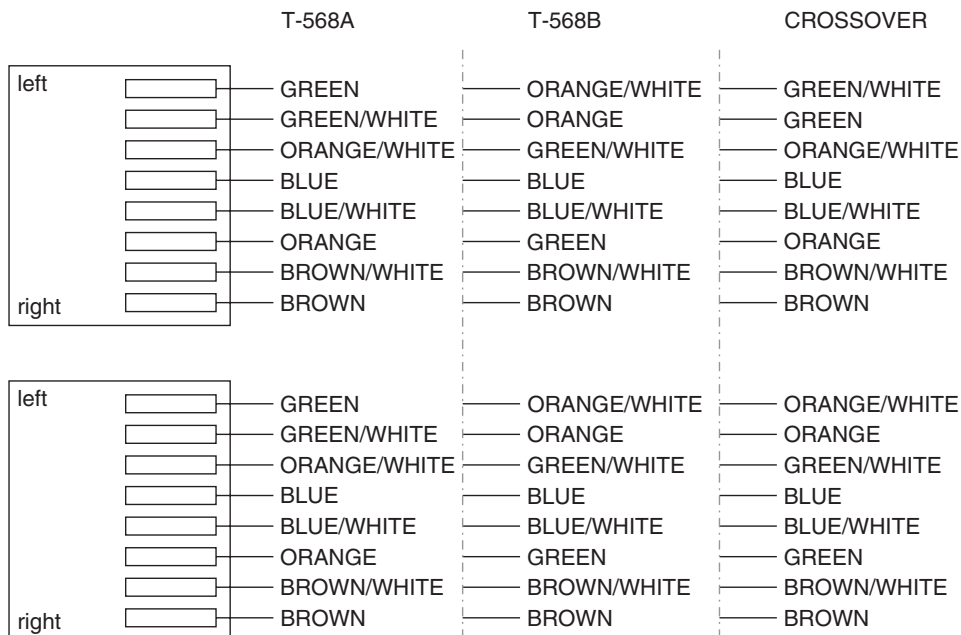 T-568A T-568B CROSSOVER
left GREEN ORANGE/WHITE GREEN/WHITE
GREEN/WHITE ORANGE GREEN
ORANGE/WHITE GREEN/WHITE ORANGE/WHITE
BLUE BLUE BLUE
BLUE/WHITE BLUE/WHITE BLUE/WHITE
ORANGE GREEN ORANGE
BROWN/WHITE BROWN/WHITE BROWN/WHITE
right BROWN BROWN BROWN
left GREEN ORANGE/WHITE ORANGE/WHITE
GREEN/WHITE ORANGE ORANGE
ORANGE/WHITE GREEN/WHITE GREEN/WHITE
BLUE BLUE BLUE
BLUE/WHITE BLUE/WHITE BLUE/WHITE
ORANGE GREEN GREEN
BROWN/WHITE BROWN/WHITE BROWN/WHITE
right BROWN BROWN BROWN